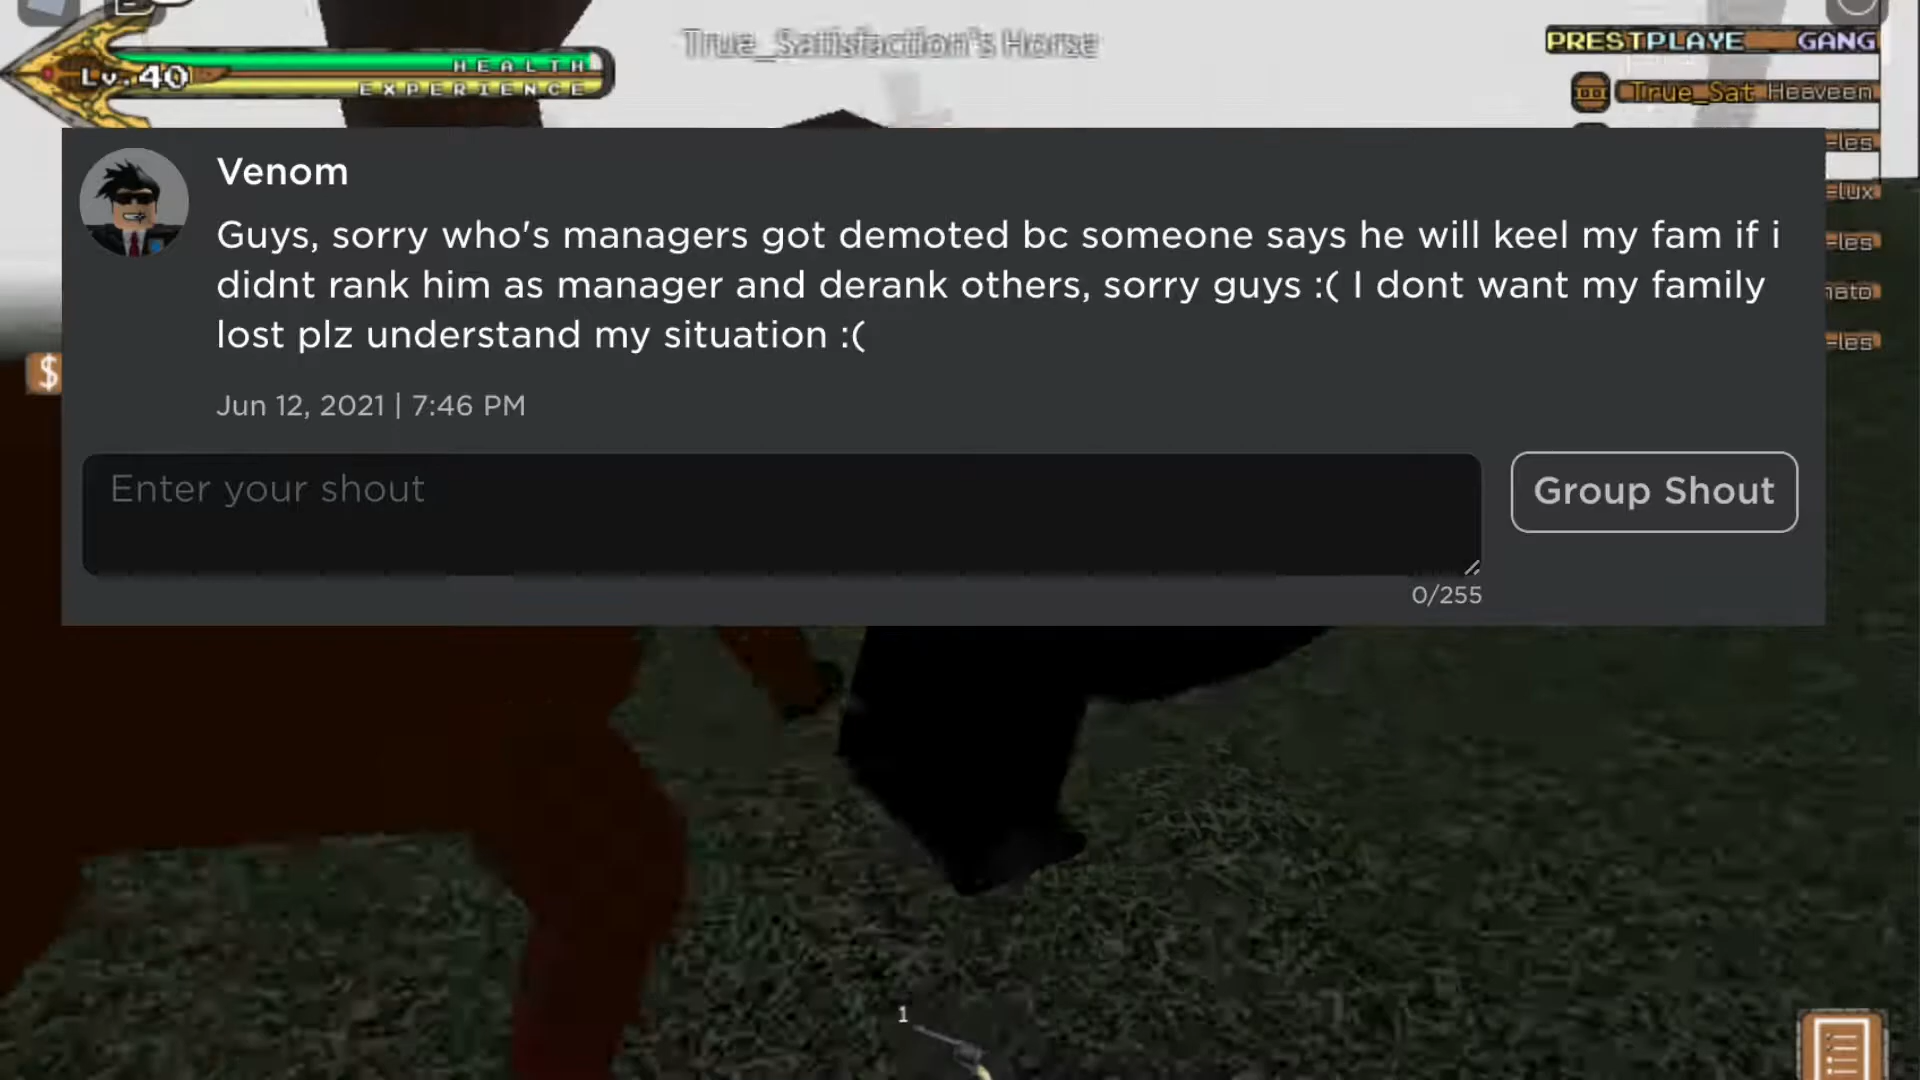 True_Satisfaction's Horse
PRESTPLAYE GANG
Lv.40
HEALTH
EXPERIENCE
True_Sat Heaveen
Venom
Guys, sorry who's managers got demoted bc someone says he will keel my fam if i
didnt rank him as manager and derank others, sorry guys :( I dont want my family
lost plz understand my situation :(
$
Jun 12, 2021 | 7:46 PM
Enter your shout
Group Shout
0/255
1